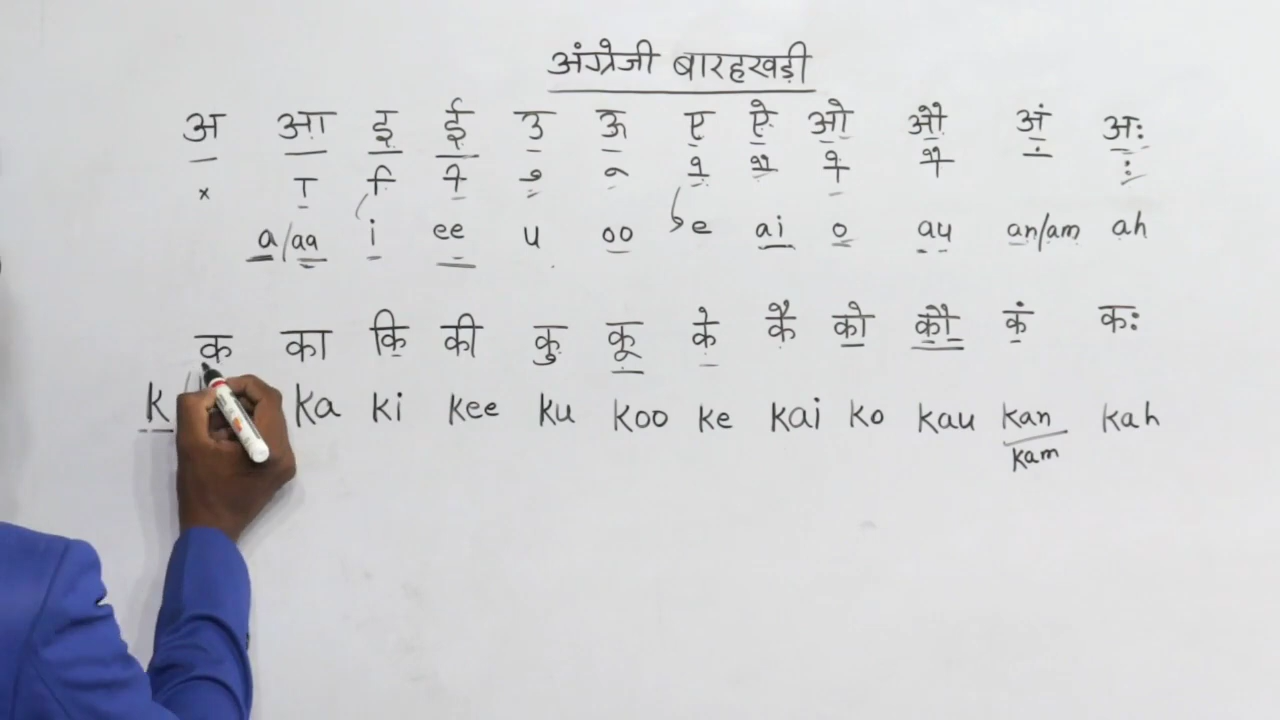 अंग्रेजी बारहखड़ी
अ आ इ ई उ ऊ ए ऐ ओ औ अं अः
× ा ि ी ु ू े ै ो ौ ं ः
a/aa i ee u oo e ai o au an/am ah
क का कि की कु कू के कै को कौ कं कः
k ka ki kee ku koo ke kai ko kau kan kah
kam